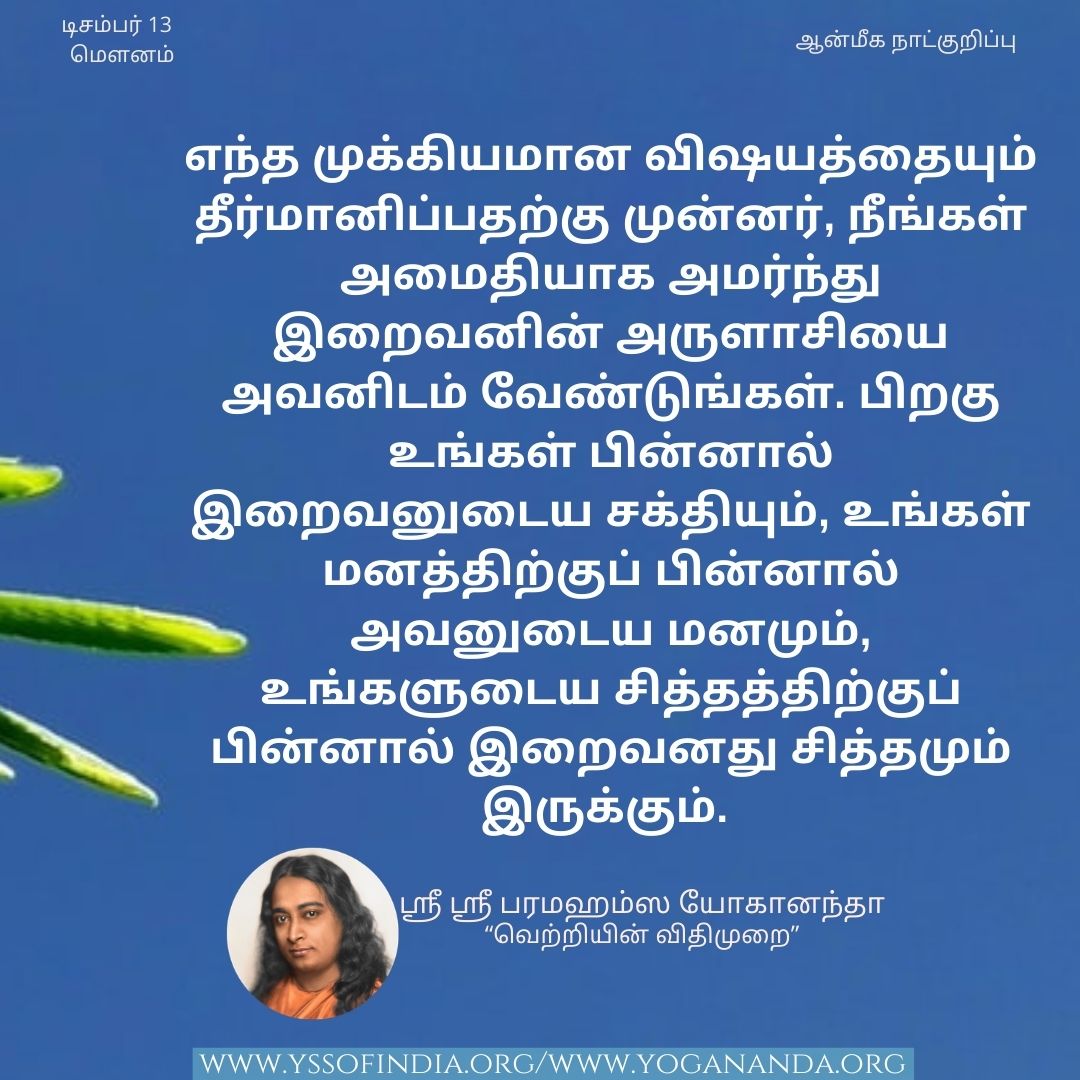 டிசம்பர் 13
மௌனம்
ஆன்மீக நாட்குறிப்பு
எந்த முக்கியமான விஷயத்தையும்
தீர்மானிப்பதற்கு முன்னர், நீங்கள்
அமைதியாக அமர்ந்து
இறைவனின் அருளாசியை
அவனிடம் வேண்டுங்கள். பிறகு
உங்கள் பின்னால்
இறைவனுடைய சக்தியும், உங்கள்
மனத்திற்குப் பின்னால்
அவனுடைய மனமும்,
உங்களுடைய சித்தத்திற்குப்
பின்னால் இறைவனது சித்தமும்
இருக்கும்.
ஸ்ரீ ஸ்ரீ பரமஹம்ஸ யோகானந்தா
“வெற்றியின் விதிமுறை”
WWW.YSSOFINDIA.ORG/WWW.YOGANANDA.ORG